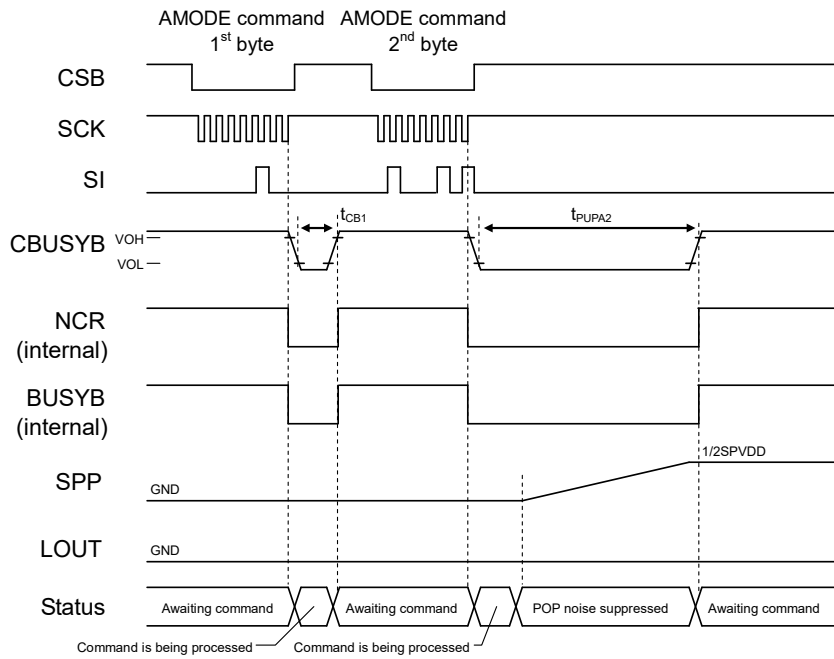 AMODE command
1st byte
AMODE command
2nd byte
CSB
SCK
SI
tCB1
tPUPA2
CBUSYB
VOH
VOL
NCR
(internal)
BUSYB
(internal)
1/2SPVDD
SPP
GND
LOUT
GND
Status
Awaiting command
Awaiting command
POP noise suppressed
Awaiting command
Command is being processed
Command is being processed